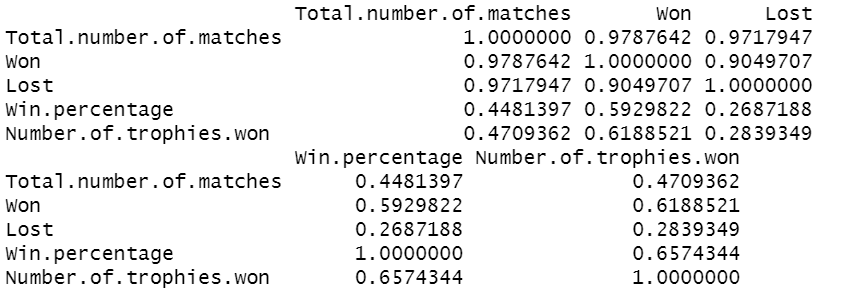 Total.number.of.matches Won Lost
Total.number.of.matches 1.0000000 0.9787642 0.9717947
Won 0.9787642 1.0000000 0.9049707
Lost 0.9717947 0.9049707 1.0000000
Win.percentage 0.4481397 0.5929822 0.2687188
Number.of.trophies.won 0.4709362 0.6188521 0.2839349
Win.percentage Number.of.trophies.won
Total.number.of.matches 0.4481397 0.4709362
Won 0.5929822 0.6188521
Lost 0.2687188 0.2839349
Win.percentage 1.0000000 0.6574344
Number.of.trophies.won 0.6574344 1.0000000